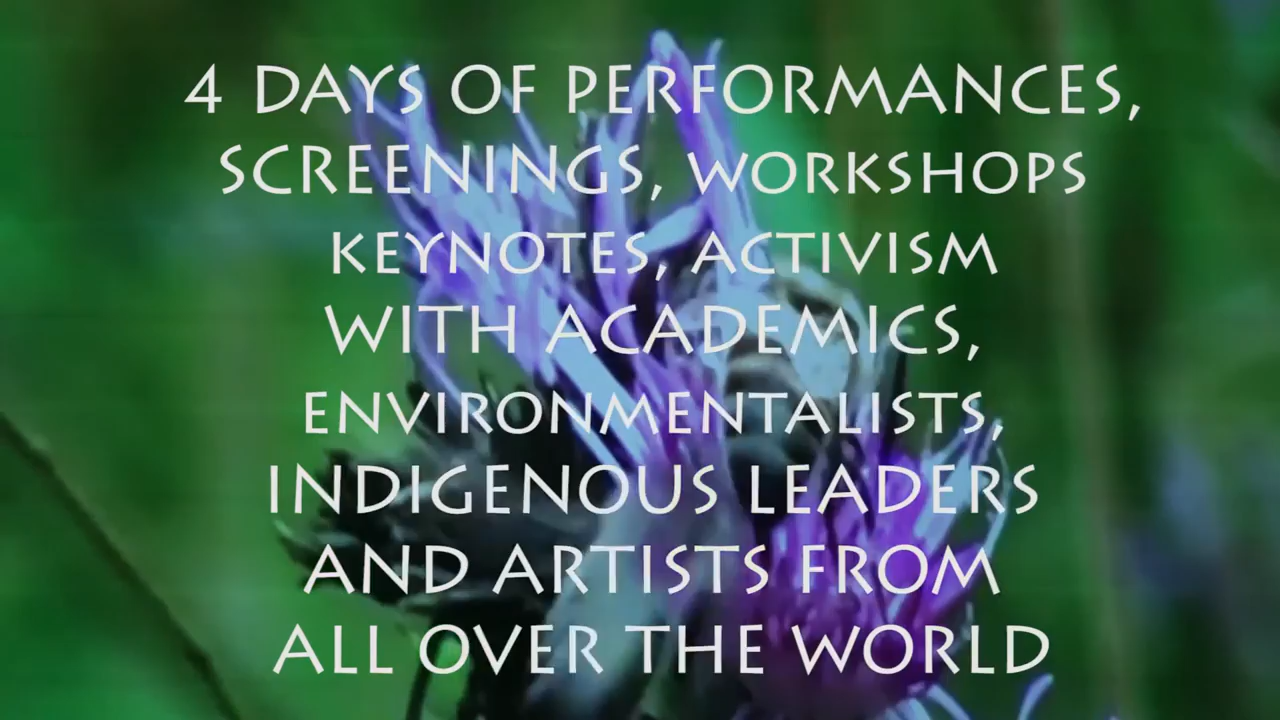 4 DAYS OF PERFORMANCES,
SCREENINGS, WORKSHOPS
KEYNOTES, ACTIVISM
WITH ACADEMICS,
ENVIRONMENTALISTS,
INDIGENOUS LEADERS
AND ARTISTS FROM
ALL OVER THE WORLD